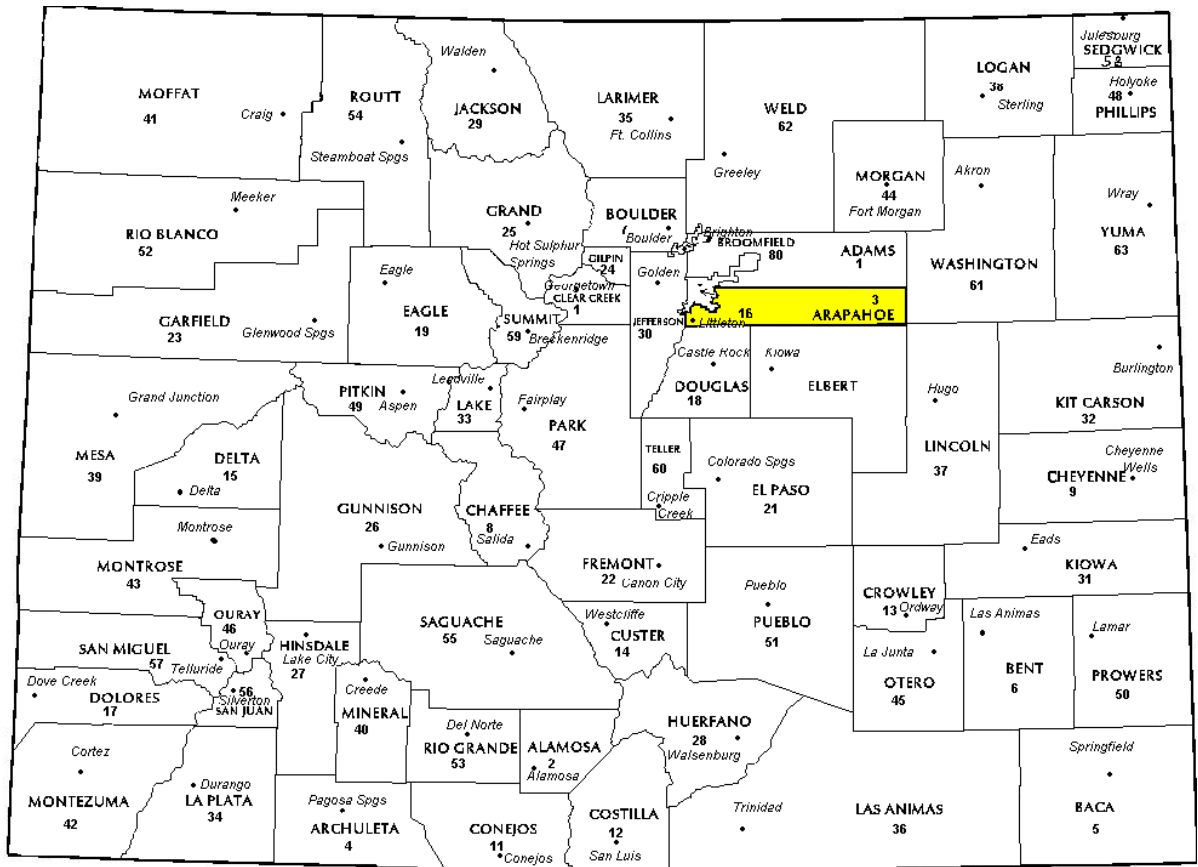 Julesburg
SEDGWICK
58
Walden
LOGAN
38
Sterling
Holyoke
48
PHILLIPS
MOFFAT
41
Craig
ROUTT
54
Steamboat Spgs
JACKSON
29
LARIMER
35
Ft. Collins
WELD
62
Greeley
MORGAN
44
Fort Morgan
Akron
WASHINGTON
61
Wray
YUMA
63
Meeker
RIO BLANCO
52
GRAND
25
Hot Sulphur
Springs
BOULDER
Boulder
Brighton
BROOMFIELD
80
ADAMS
1
GILPIN
24
Golden
Georgetown
CLEAR CREEK
1
Eagle
EAGLE
19
GARFIELD
23
Glenwood Spgs
SUMMIT
59
Breckenridge
JEFFERSON
30
3
16
ARAPAHOE
Littleton
Castle Rock
DOUGLAS
18
Kiowa
ELBERT
Hugo
LINCOLN
37
Burlington
KIT CARSON
32
Grand Junction
MESA
39
PITKIN
49
Aspen
Leadville
LAKE
33
Fairplay
PARK
47
DELTA
15
Delta
TELLER
60
Cripple
Creek
Colorado Spgs
EL PASO
21
Cheyenne
Wells
CHEYENNE
9
GUNNISON
26
Gunnison
CHAFFEE
8
Salida
Montrose
MONTROSE
43
FREMONT
22
Canon City
Pueblo
PUEBLO
51
CROWLEY
13
Ordway
Eads
KIOWA
31
OURAY
46
Ouray
SAN MIGUEL
57
Telluride
HINSDALE
Lake City
27
SAGUACHE
55
Saguache
Westcliffe
CUSTER
14
La Junta
OTERO
45
Las Animas
BENT
6
Lamar
PROWERS
50
Dove Creek
DOLORES
17
56
Silverton
SAN JUAN
Creede
MINERAL
40
Del Norte
RIO GRANDE
53
ALAMOSA
2
Alamosa
HUERFANO
28
Walsenburg
Cortez
MONTEZUMA
42
Durango
LA PLATA
34
Pagosa Spgs
ARCHULETA
4
CONEJOS
11
Conejos
COSTILLA
12
San Luis
Trinidad
LAS ANIMAS
36
Springfield
BACA
5